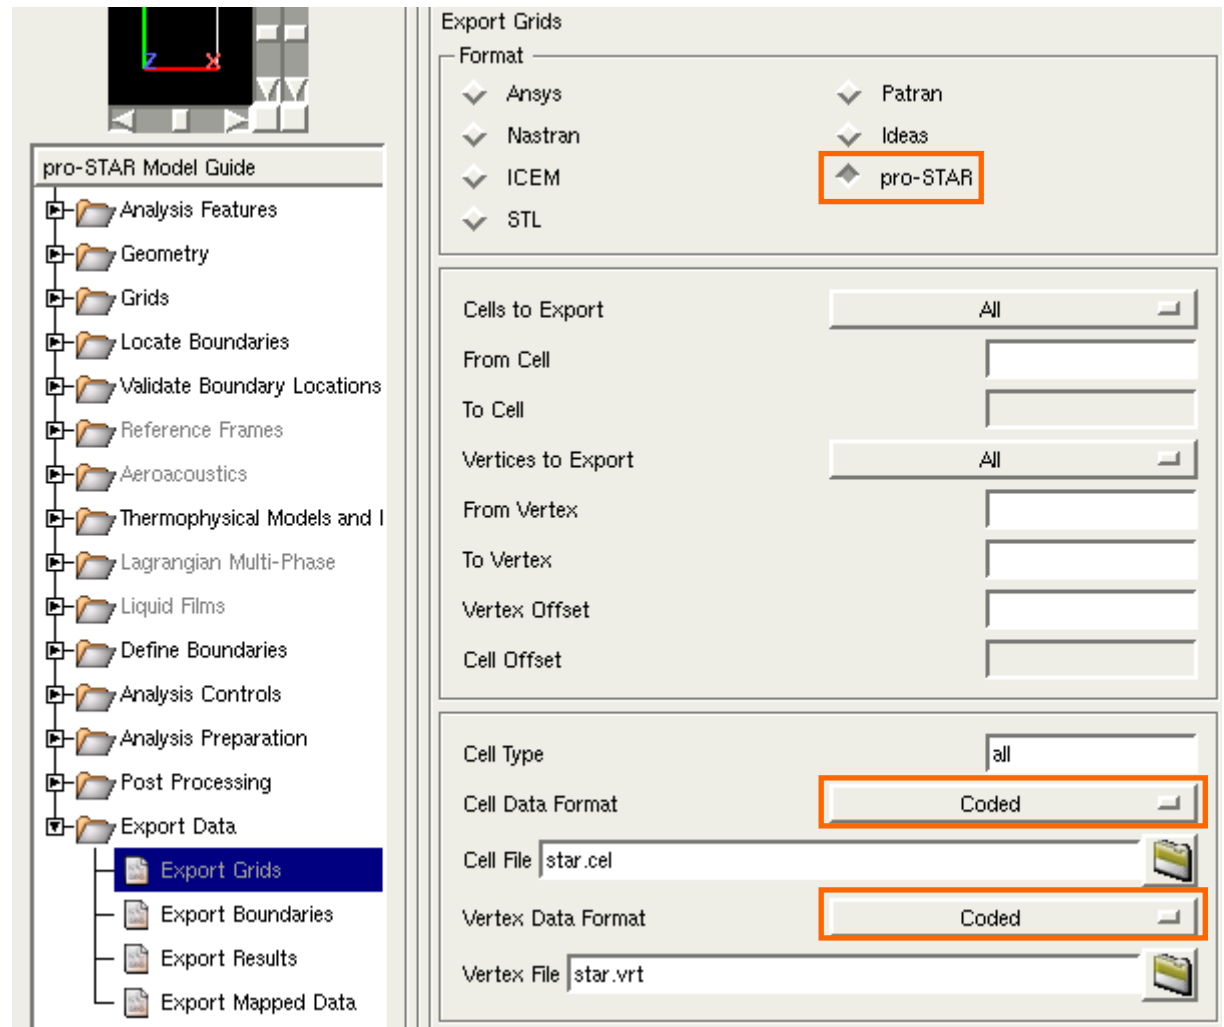 Z X
pro-STAR Model Guide
Analysis Features
Geometry
Grids
Locate Boundaries
Validate Boundary Locations
Reference Frames
Aeroacoustics
Thermophysical Models and
Lagrangian Multi-Phase
Liquid Films
Define Boundaries
Analysis Controls
Analysis Preparation
Post Processing
Export Data
Export Grids
Export Boundaries
Export Results
Export Mapped Data
Export Grids
Format
Ansys Patran
Nastran Ideas
ICEM pro-STAR
STL
Cells to Export All
From Cell
To Cell
Vertices to Export All
From Vertex
To Vertex
Vertex Offset
Cell Offset
Cell Type all
Cell Data Format Coded
Cell File star.cel
Vertex Data Format Coded
Vertex File star.vrt